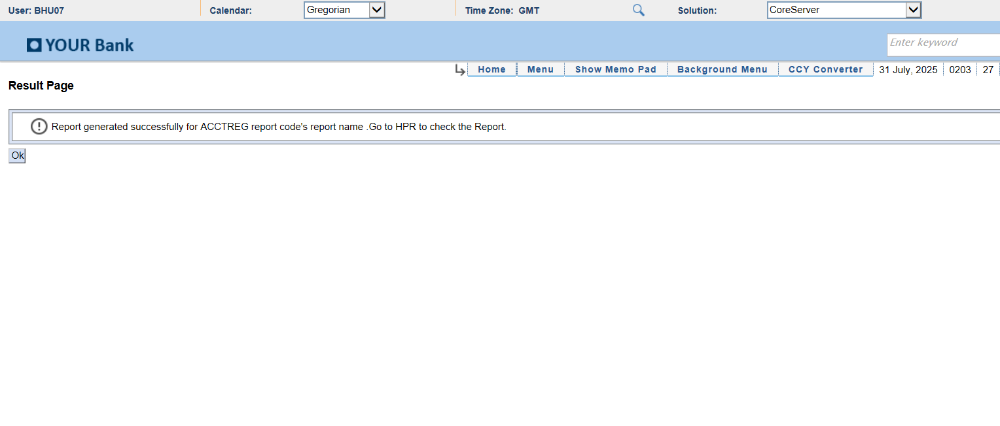 User: BHU07 Calendar: Gregorian Time Zone: GMT Solution: CoreServer
YOUR Bank Enter keyword
Home Menu Show Memo Pad Background Menu CCY Converter 31 July, 2025 0203 27
Result Page
Report generated successfully for ACCTREG report code's report name .Go to HPR to check the Report.
Ok